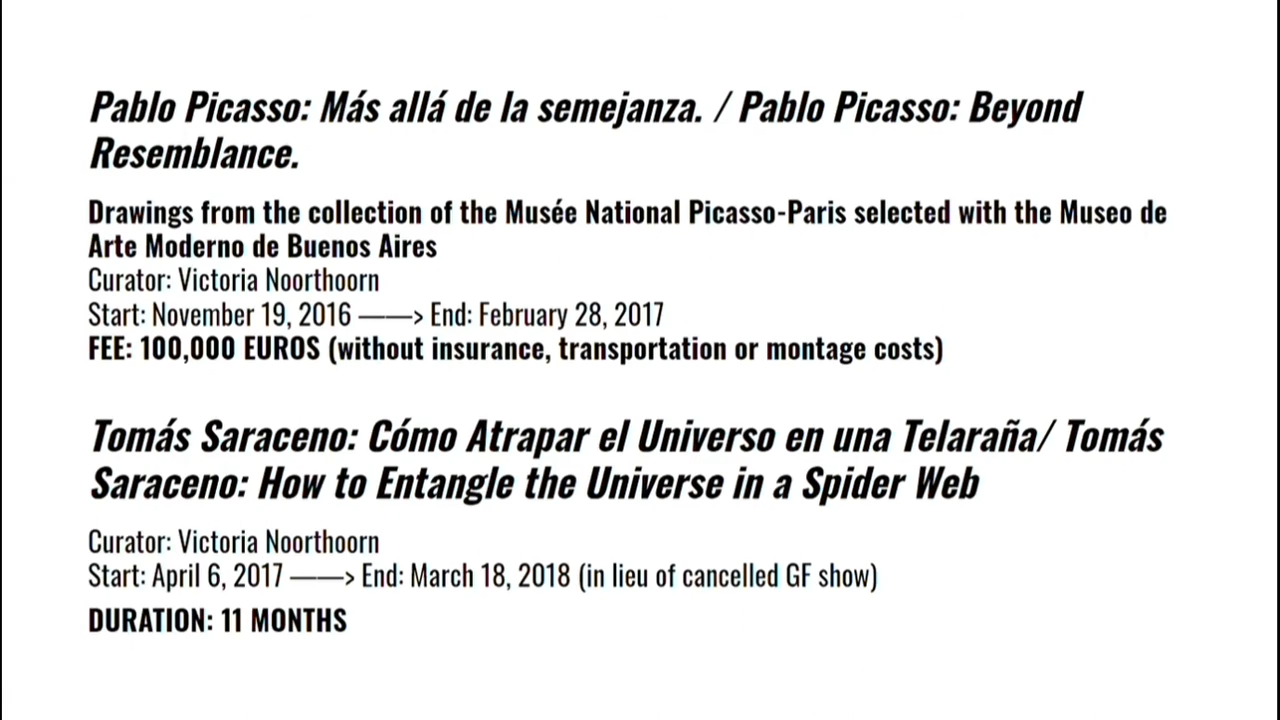 Pablo Picasso: Más allá de la semejanza. / Pablo Picasso: Beyond
Resemblance.
Drawings from the collection of the Musée National Picasso-Paris selected with the Museo de
Arte Moderno de Buenos Aires
Curator: Victoria Noorthoorn
Start: November 19, 2016 ——> End: February 28, 2017
FEE: 100,000 EUROS (without insurance, transportation or montage costs)
Tomás Saraceno: Cómo Atrapar el Universo en una Telaraña/ Tomás
Saraceno: How to Entangle the Universe in a Spider Web
Curator: Victoria Noorthoorn
Start: April 6, 2017 ——> End: March 18, 2018 (in lieu of cancelled GF show)
DURATION: 11 MONTHS